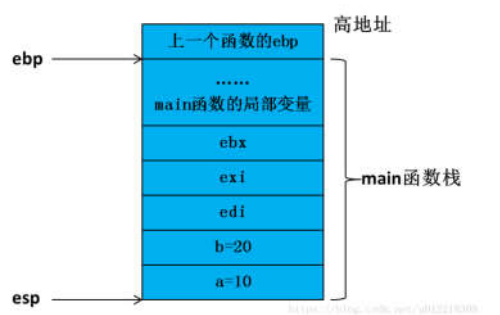 高地址
上一个函数的ebp
ebp
......
main函数的局部变量
ebx
exi
main函数栈
edi
b=20
a=10
esp